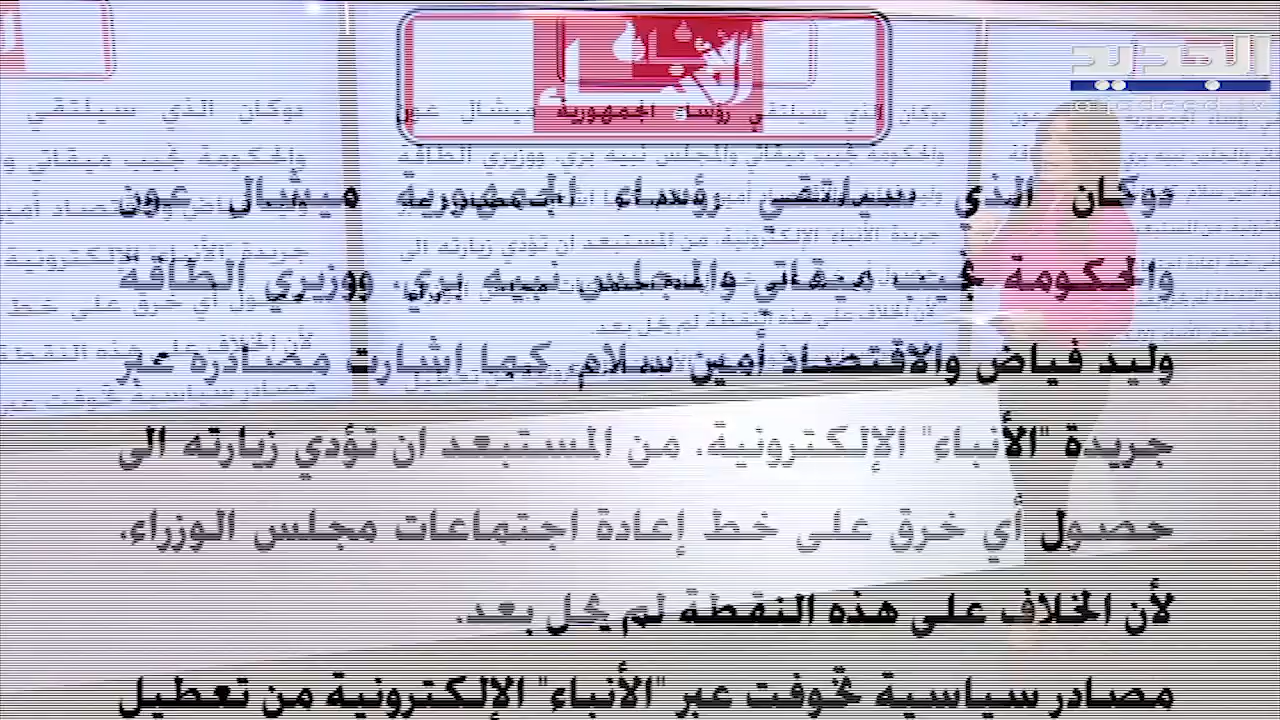 الجديد
aljadeed.tv
الأنباء
دوكان الذي سيلتقي رؤساء الجمهورية ميشال عون
والحكومة نجيب ميقاتي والمجلس نبيه بري، ووزيري الطاقة
وليد فياض والاقتصاد أمين سلام، كما اشارت مصادره عبر
جريدة "الأنباء" الإلكترونية، من المستبعد ان تؤدي زيارته الى
حصول أي خرق على خط إعادة اجتماعات مجلس الوزراء،
لأن الخلاف على هذه النقطة لم يحل بعد.
مصادر سياسية تخوفت عبر "الأنباء" الإلكترونية من تعطيل